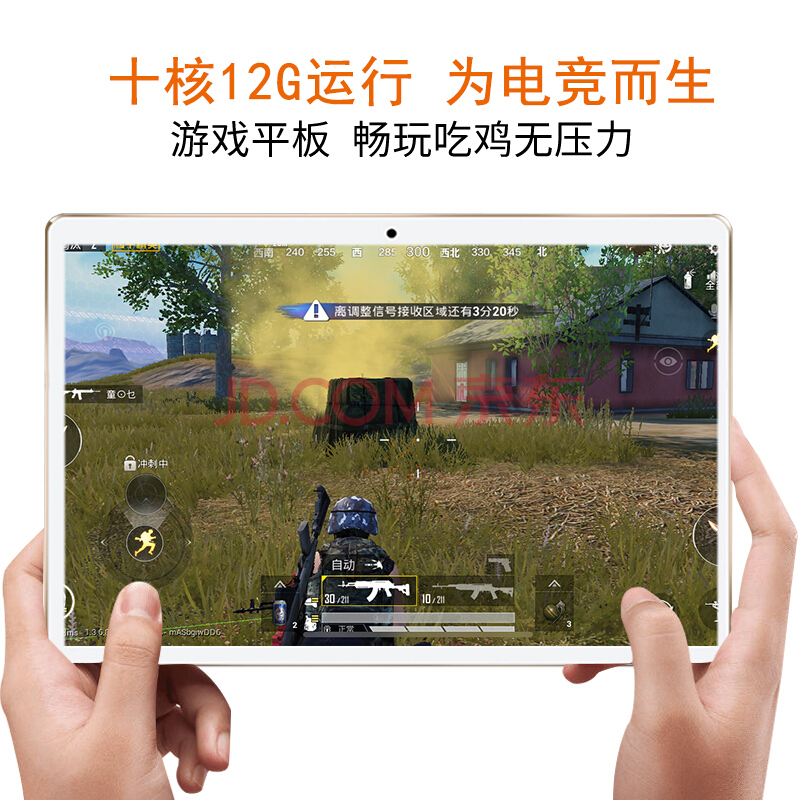 十核12G运行 为电竞而生
游戏平板 畅玩吃鸡无压力
西南 240 255 西 285 300 西北 330 345 北
离调整信号接收区域还有3分20秒
JD.COM 京东
冲刺中
自动
30/211 10/211
2
3
正常